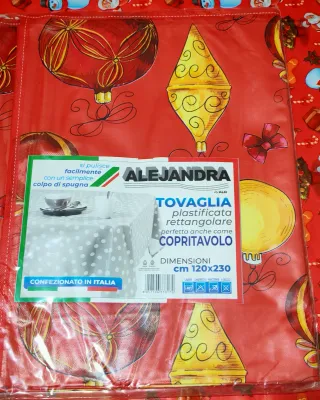 si pulisce
facilmente
con un semplice
colpo di spugna
ALEJANDRA
TOVAGLIA
plastificata
rettangolare
perfetta anche come
COPRITAVOLO
DIMENSIONI
cm 120x230
CONFEZIONATO IN ITALIA